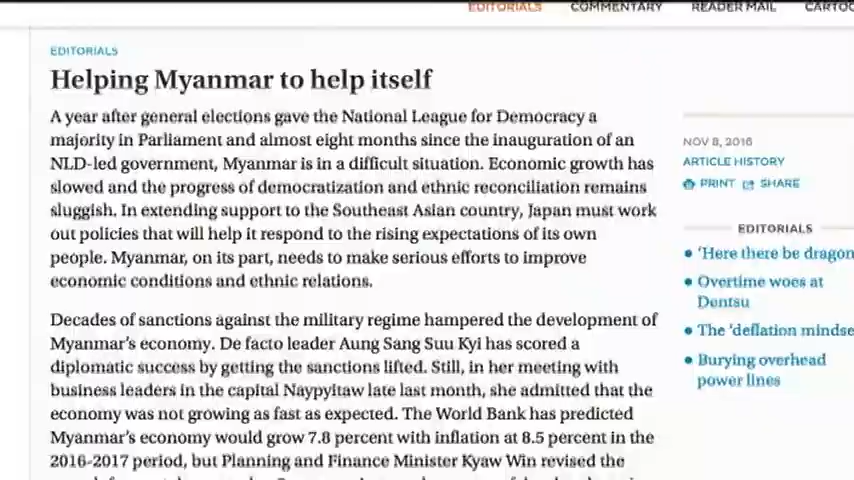 EDITORIALS COMMENTARY READER MAIL
EDITORIALS
Helping Myanmar to help itself
A year after general elections gave the National League for Democracy a
majority in Parliament and almost eight months since the inauguration of an
NLD-led government, Myanmar is in a difficult situation. Economic growth has
slowed and the progress of democratization and ethnic reconciliation remains
sluggish. In extending support to the Southeast Asian country, Japan must work
out policies that will help it respond to the rising expectations of its own
people. Myanmar, on its part, needs to make serious efforts to improve
economic conditions and ethnic relations.
Decades of sanctions against the military regime hampered the development of
Myanmar's economy. De facto leader Aung Sang Suu Kyi has scored a
diplomatic success by getting the sanctions lifted. Still, in her meeting with
business leaders in the capital Naypyitaw late last month, she admitted that the
economy was not growing as fast as expected. The World Bank has predicted
Myanmar's economy would grow 7.8 percent with inflation at 8.5 percent in the
2016-2017 period, but Planning and Finance Minister Kyaw Win revised the
NOV 8, 2016
ARTICLE HISTORY
PRINT SHARE
EDITORIALS
• 'Here there be dragon
• Overtime woes at
Dentsu
• The 'deflation mindse
• Burying overhead
power lines